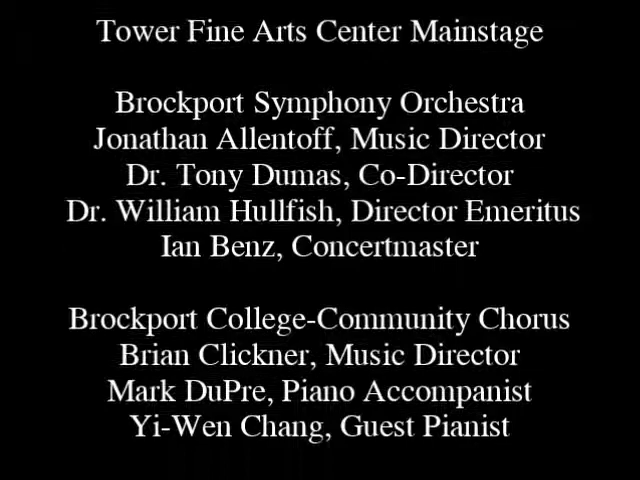 Tower Fine Arts Center Mainstage
Brockport Symphony Orchestra
Jonathan Allentoff, Music Director
Dr. Tony Dumas, Co-Director
Dr. William Hullfish, Director Emeritus
Ian Benz, Concertmaster
Brockport College-Community Chorus
Brian Clickner, Music Director
Mark DuPre, Piano Accompanist
Yi-Wen Chang, Guest Pianist